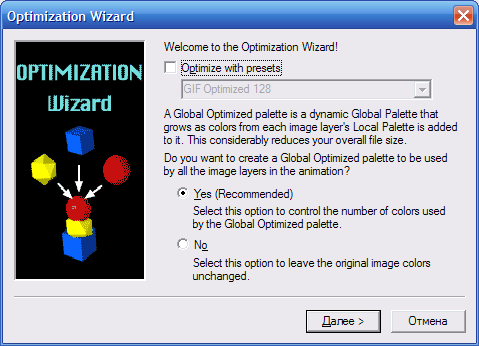 Optimization Wizard
OPTIMIZATION
Wizard
Welcome to the Optimization Wizard!
Optimize with presets
GIF Optimized 128
A Global Optimized palette is a dynamic Global Palette that
grows as colors from each image layer's Local Palette is added
to it. This considerably reduces your overall file size.
Do you want to create a Global Optimized palette to be used
by all the image layers in the animation?
Yes (Recommended)
Select this option to control the number of colors used
by the Global Optimized palette.
No
Select this option to leave the original image colors
unchanged.
Далее >
Отмена